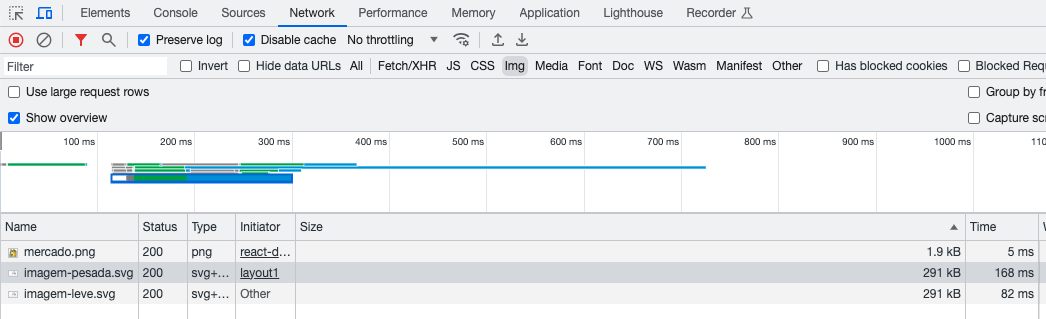 Elements Console Sources Network Performance Memory Application Lighthouse Recorder
Preserve log Disable cache No throttling
Filter Invert Hide data URLs All Fetch/XHR JS CSS Img Media Font Doc WS Wasm Manifest Other Has blocked cookies Blocked Req
Use large request rows Group by fr
Show overview Capture scr
100 ms 200 ms 300 ms 400 ms 500 ms 600 ms 700 ms 800 ms 900 ms 1000 ms 110
Name Status Type Initiator Size Time
mercado.png 200 png react-d… 1.9 kB 5 ms
imagem-pesada.svg 200 svg+… layout1 291 kB 168 ms
imagem-leve.svg 200 svg+… Other 291 kB 82 ms